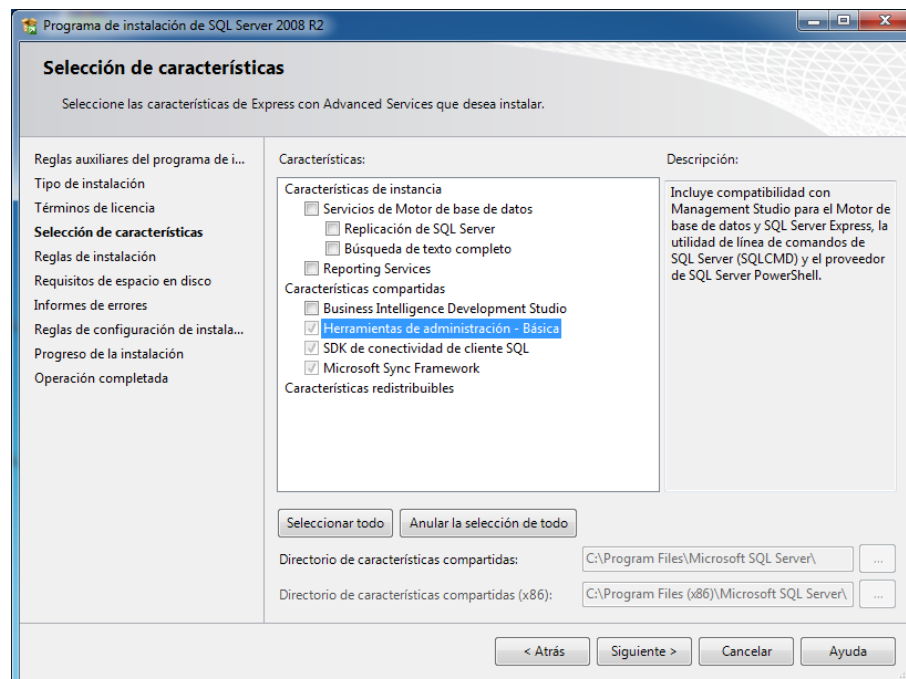 Programa de instalación de SQL Server 2008 R2
Selección de características
Seleccione las características de Express con Advanced Services que desea instalar.
Reglas auxiliares del programa de i...
Tipo de instalación
Términos de licencia
Selección de características
Reglas de instalación
Requisitos de espacio en disco
Informes de errores
Reglas de configuración de instala...
Progreso de la instalación
Operación completada
Características:
Características de instancia
Servicios de Motor de base de datos
Replicación de SQL Server
Búsqueda de texto completo
Reporting Services
Características compartidas
Business Intelligence Development Studio
Herramientas de administración - Básica
SDK de conectividad de cliente SQL
Microsoft Sync Framework
Características redistribuibles
Descripción:
Incluye compatibilidad con
Management Studio para el Motor de
base de datos y SQL Server Express, la
utilidad de línea de comandos de
SQL Server (SQLCMD) y el proveedor
de SQL Server PowerShell.
Seleccionar todo
Anular la selección de todo
Directorio de características compartidas:
C:\Program Files\Microsoft SQL Server\
...
Directorio de características compartidas (x86):
C:\Program Files (x86)\Microsoft SQL Server\
...
< Atrás
Siguiente >
Cancelar
Ayuda